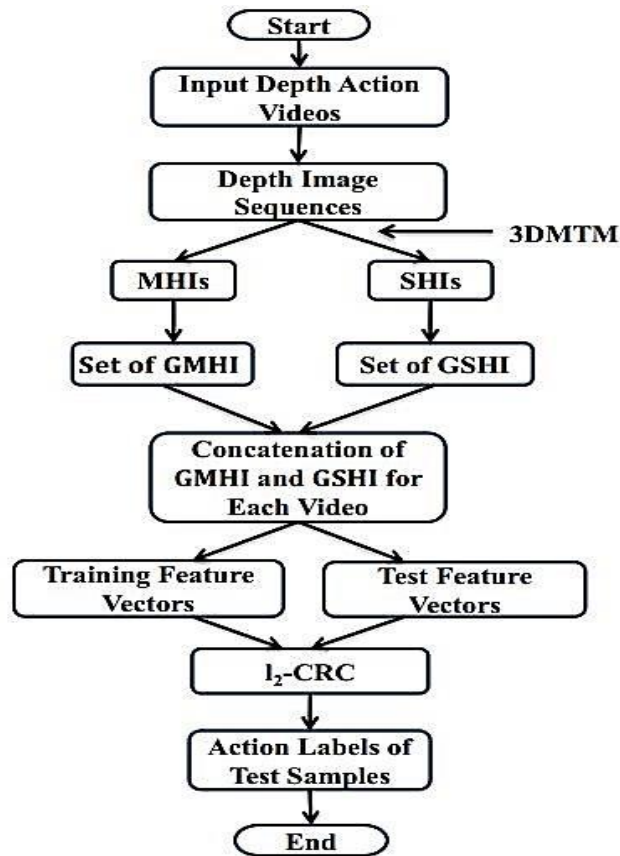 Start
Input Depth Action
Videos
Depth Image
Sequences
3DMTM
MHIs
SHIs
Set of GMHI
Set of GSHI
Concatenation of
GMHI and GSHI for
Each Video
Training Feature
Vectors
Test Feature
Vectors
l₂-CRC
Action Labels of
Test Samples
End